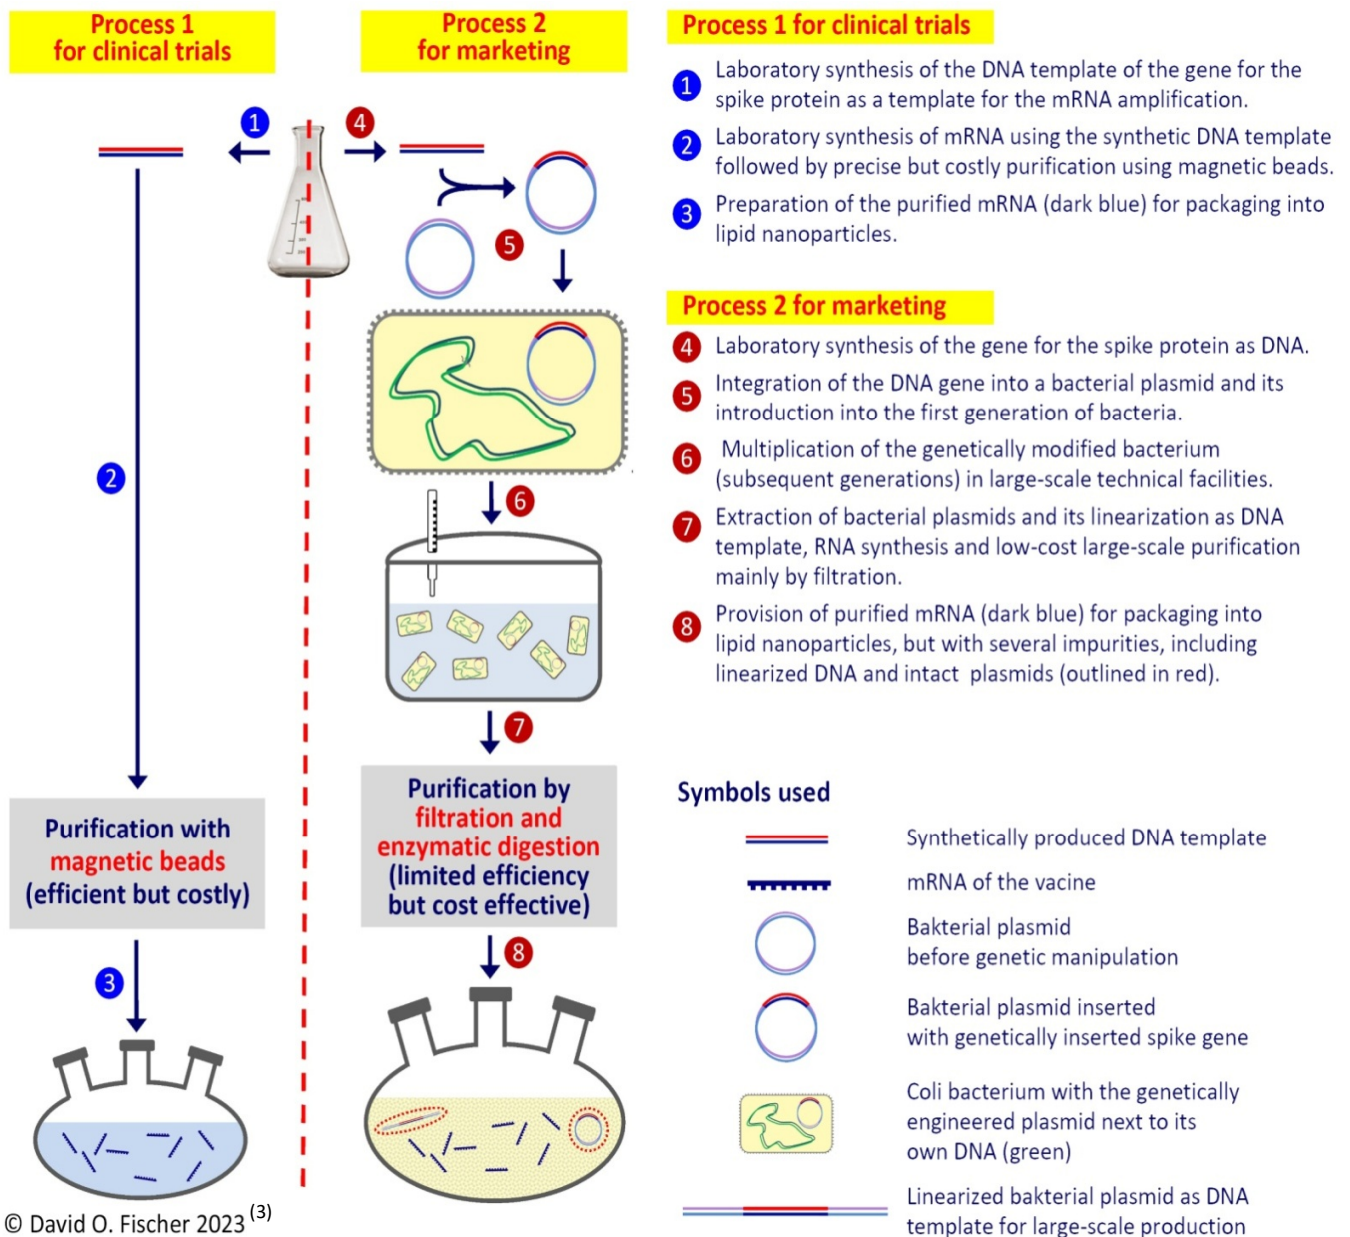 Process 1
for clinical trials
Process 2
for marketing
1
4
5
2
6
7
Purification with
magnetic beads
(efficient but costly)
Purification by
filtration and
enzymatic digestion
(limited efficiency
but cost effective)
3
8
© David O. Fischer 2023 (3)
Process 1 for clinical trials
1 Laboratory synthesis of the DNA template of the gene for the
spike protein as a template for the mRNA amplification.
2 Laboratory synthesis of mRNA using the synthetic DNA template
followed by precise but costly purification using magnetic beads.
3 Preparation of the purified mRNA (dark blue) for packaging into
lipid nanoparticles.
Process 2 for marketing
4 Laboratory synthesis of the gene for the spike protein as DNA.
5 Integration of the DNA gene into a bacterial plasmid and its
introduction into the first generation of bacteria.
6 Multiplication of the genetically modified bacterium
(subsequent generations) in large-scale technical facilities.
7 Extraction of bacterial plasmids and its linearization as DNA
template, RNA synthesis and low-cost large-scale purification
mainly by filtration.
8 Provision of purified mRNA (dark blue) for packaging into
lipid nanoparticles, but with several impurities, including
linearized DNA and intact plasmids (outlined in red).
Symbols used
Synthetically produced DNA template
mRNA of the vacine
Bakterial plasmid
before genetic manipulation
Bakterial plasmid inserted
with genetically inserted spike gene
Coli bacterium with the genetically
engineered plasmid next to its
own DNA (green)
Linearized bakterial plasmid as DNA
template for large-scale production